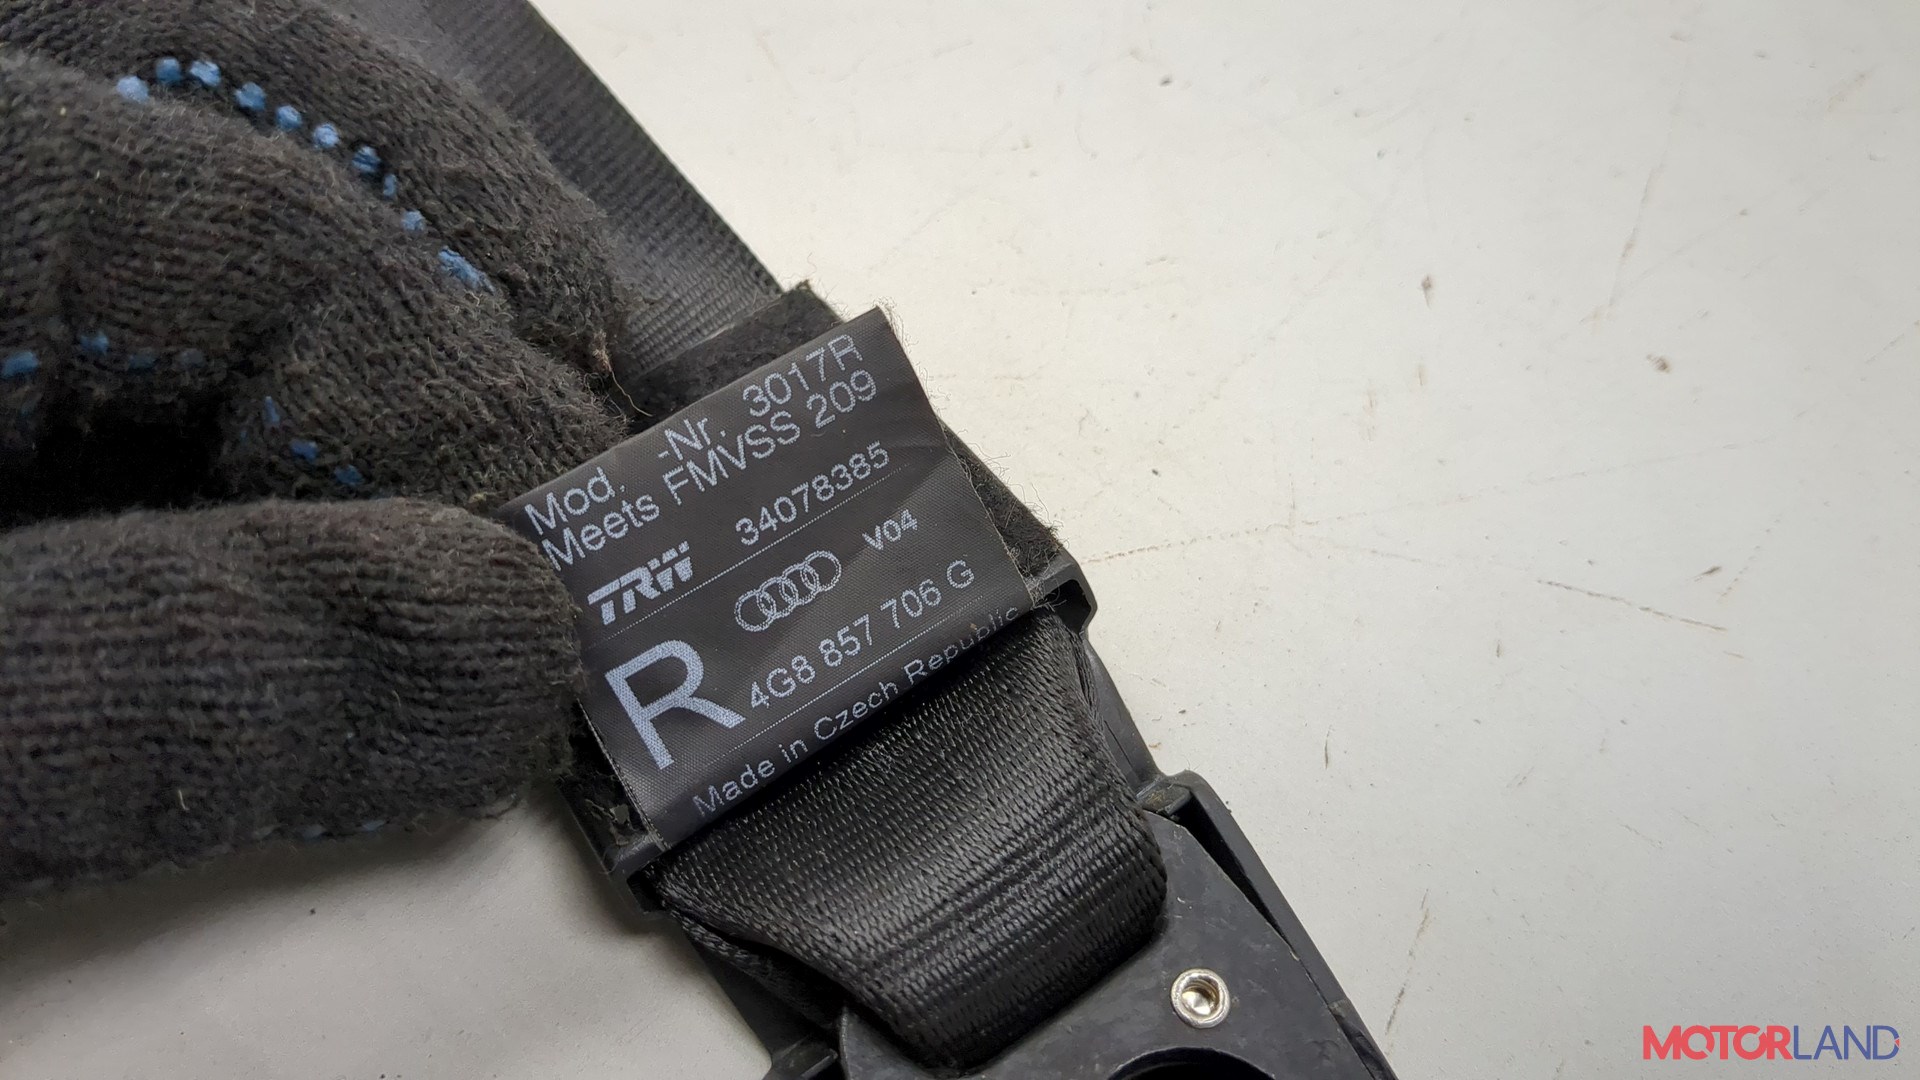 Mod. -Nr. 3017R
Meets FMVSS 209
TRW 34078385
V04
R 4G8 857 706 G
Made in Czech Republic
MOTORLAND